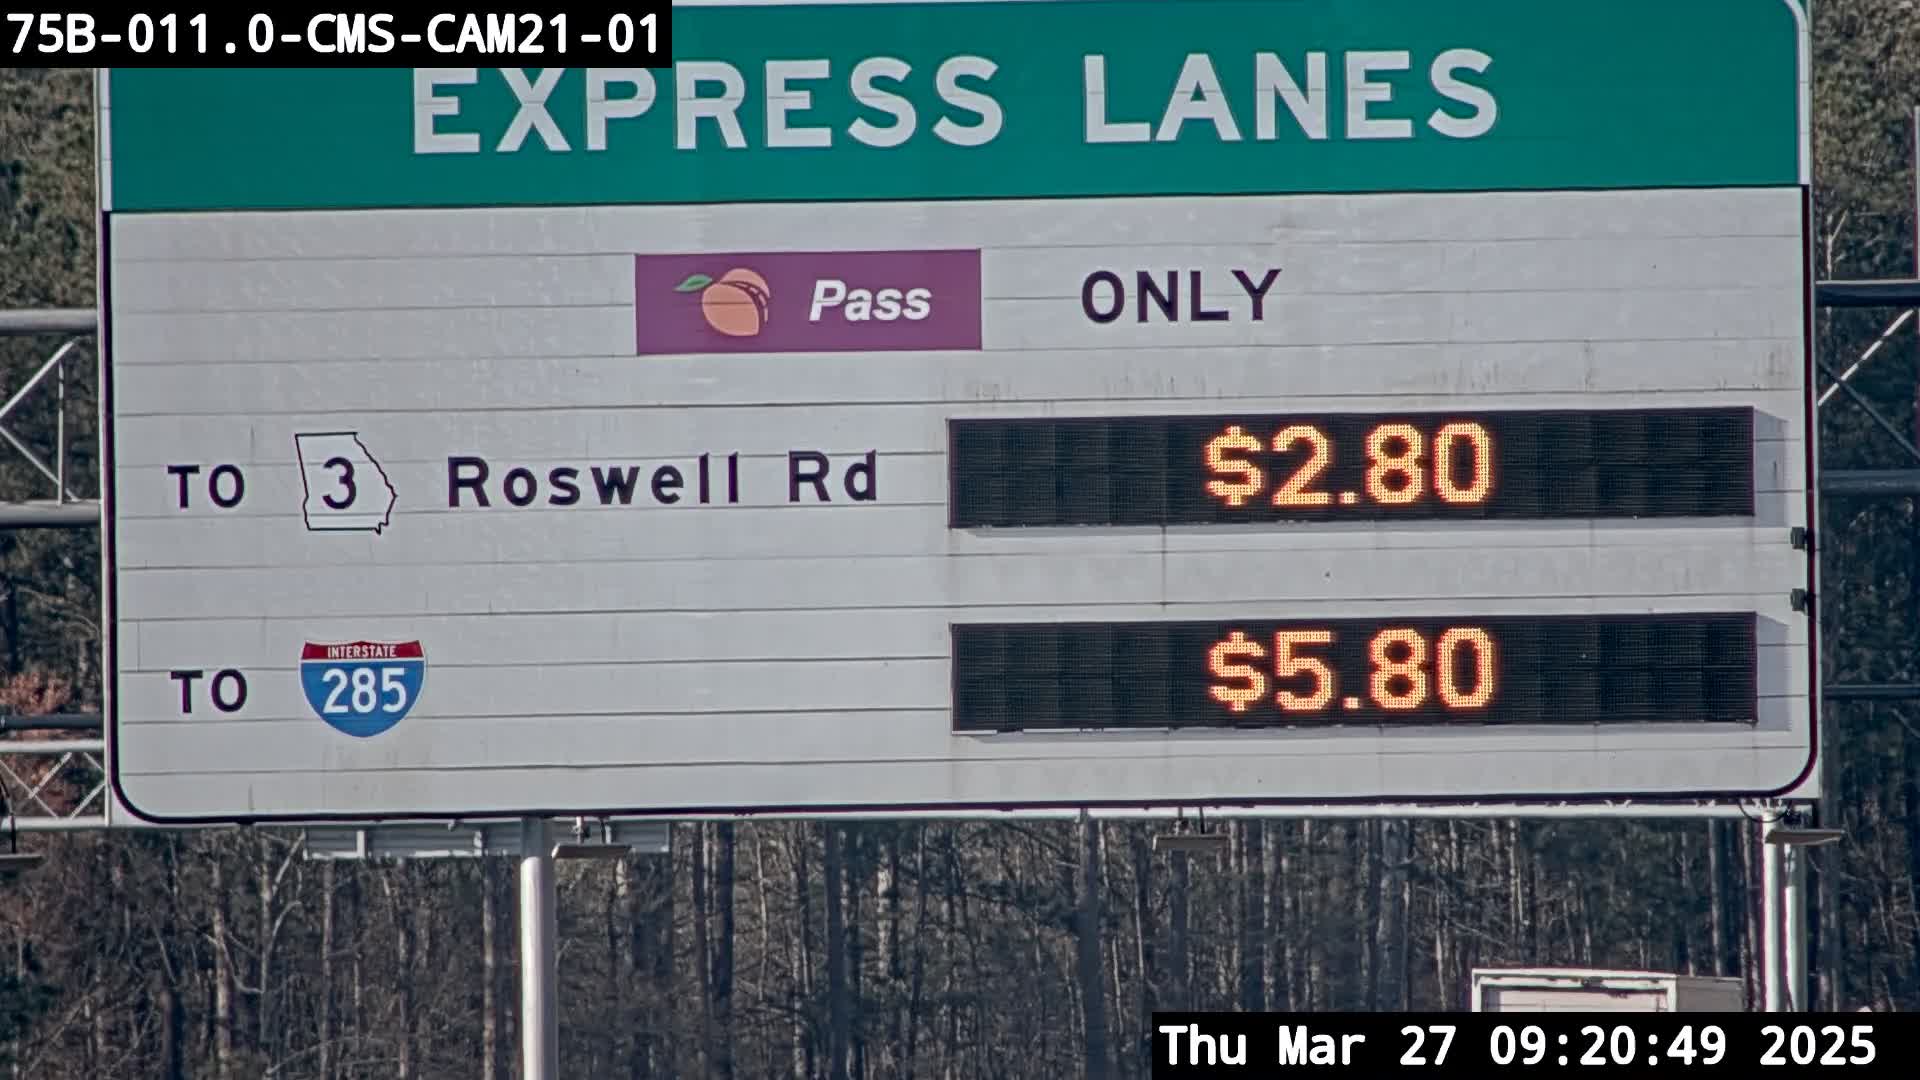 75B-011.0-CMS-CAM21-01
EXPRESS LANES
Pass ONLY
TO 3 Roswell Rd $2.80
INTERSTATE
TO 285 $5.80
Thu Mar 27 09:20:49 2025